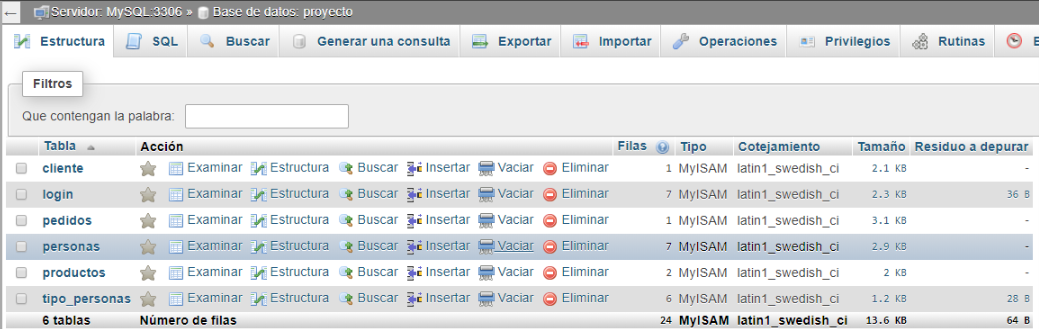 Servidor: MySQL:3306 » Base de datos: proyecto
Estructura SQL Buscar Generar una consulta Exportar Importar Operaciones Privilegios Rutinas E
Filtros
Que contengan la palabra:
Tabla Acción Filas Tipo Cotejamiento Tamaño Residuo a depurar
cliente Examinar Estructura Buscar Insertar Vaciar Eliminar 1 MyISAM latin1_swedish_ci 2.1 KB -
login Examinar Estructura Buscar Insertar Vaciar Eliminar 7 MyISAM latin1_swedish_ci 2.3 KB 36 B
pedidos Examinar Estructura Buscar Insertar Vaciar Eliminar 1 MyISAM latin1_swedish_ci 3.1 KB -
personas Examinar Estructura Buscar Insertar Vaciar Eliminar 7 MyISAM latin1_swedish_ci 2.9 KB -
productos Examinar Estructura Buscar Insertar Vaciar Eliminar 2 MyISAM latin1_swedish_ci 2 KB -
tipo_personas Examinar Estructura Buscar Insertar Vaciar Eliminar 6 MyISAM latin1_swedish_ci 1.2 KB 28 B
6 tablas Número de filas 24 MyISAM latin1_swedish_ci 13.6 KB 64 B